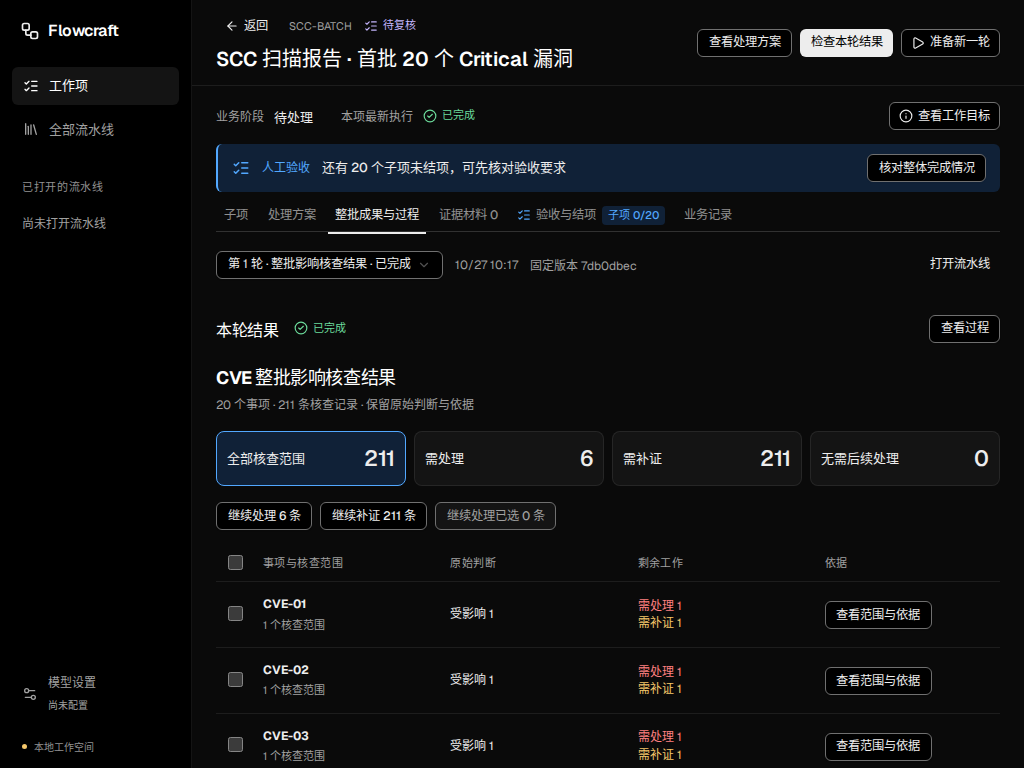 Flowcraft
工作项
全部流水线
已打开的流水线
尚未打开流水线
模型设置
尚未配置
本地工作空间
返回 SCC-BATCH 待复核
SCC 扫描报告 · 首批 20 个 Critical 漏洞
查看处理方案 检查本轮结果 准备新一轮
业务阶段 待处理 本项最新执行 已完成 查看工作目标
人工验收 还有 20 个子项未结项，可先核对验收要求 核对整体完成情况
子项 处理方案 整批成果与过程 证据材料 0 验收与结项 子项 0/20 业务记录
第 1 轮 · 整批影响核查结果 · 已完成 10/27 10:17 固定版本 7db0dbec 打开流水线
本轮结果 已完成 查看过程
CVE 整批影响核查结果
20 个事项 · 211 条核查记录 · 保留原始判断与依据
全部核查范围 211 需处理 6 需补证 211 无需后续处理 0
继续处理 6 条 继续补证 211 条 继续处理已选 0 条
事项与核查范围 原始判断 剩余工作 依据
CVE-01
1 个核查范围
受影响 1
需处理 1
需补证 1
查看范围与依据
CVE-02
1 个核查范围
受影响 1
需处理 1
需补证 1
查看范围与依据
CVE-03
1 个核查范围
受影响 1
需处理 1
需补证 1
查看范围与依据